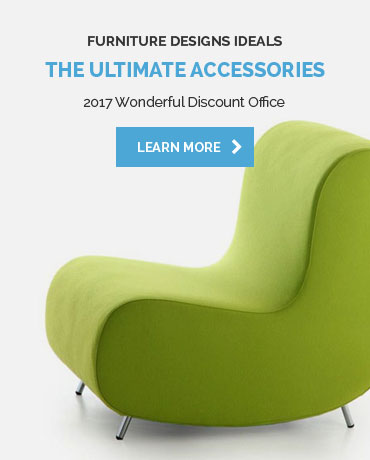 FURNITURE DESIGNS IDEALS
THE ULTIMATE ACCESSORIES
2017 Wonderful Discount Office
LEARN MORE